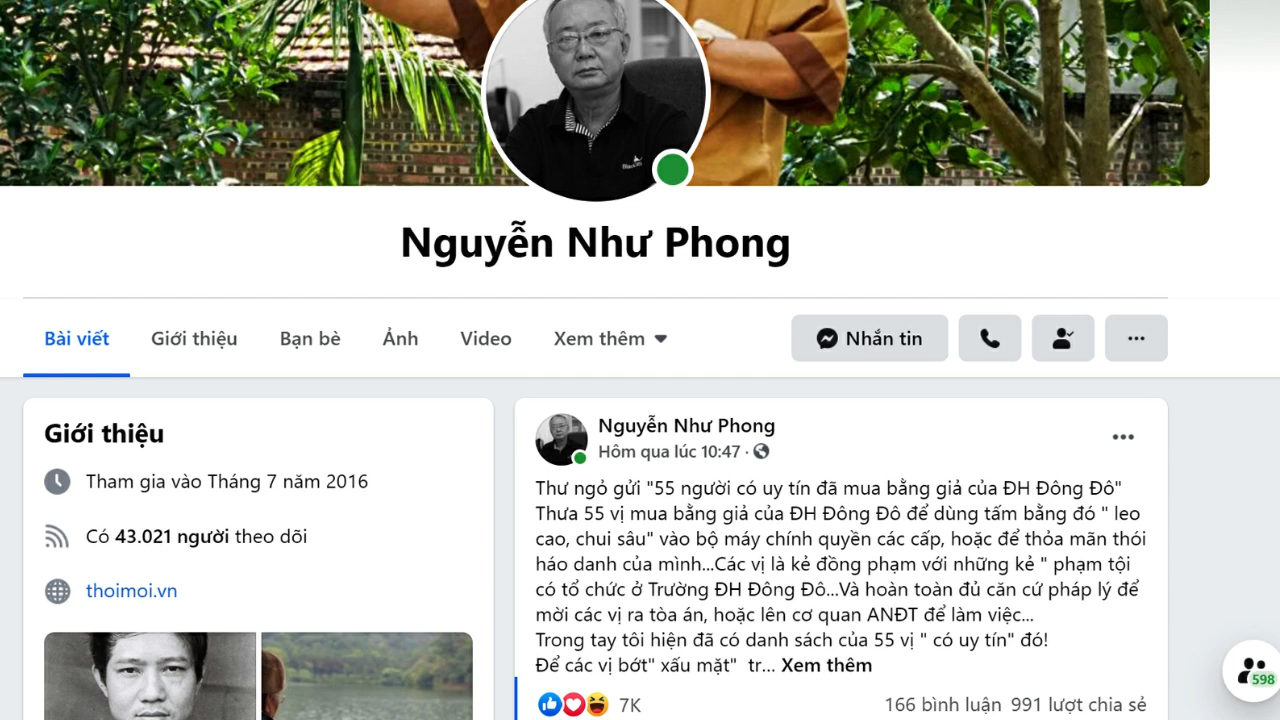 Nguyễn Như Phong
Bài viết
Giới thiệu
Bạn bè
Ảnh
Video
Xem thêm
Nhắn tin
Giới thiệu
Tham gia vào Tháng 7 năm 2016
Có 43.021 người theo dõi
thoimoi.vn
Nguyễn Như Phong
Hôm qua lúc 10:47 ·
Thư ngỏ gửi "55 người có uy tín đã mua bằng giả của ĐH Đông Đô"
Thưa 55 vị mua bằng giả của ĐH Đông Đô để dùng tấm bằng đó " leo
cao, chui sâu" vào bộ máy chính quyền các cấp, hoặc để thỏa mãn thói
háo danh của mình...Các vị là kẻ đồng phạm với những kẻ " phạm tội
có tổ chức ở Trường ĐH Đông Đô...Và hoàn toàn đủ căn cứ pháp lý để
mời các vị ra tòa án, hoặc lên cơ quan ANĐT để làm việc...
Trong tay tôi hiện đã có danh sách của 55 vị " có uy tín" đó!
Để các vị bớt" xấu mặt"  tr... Xem thêm
7K
166 bình luận 991 lượt chia sẻ
598